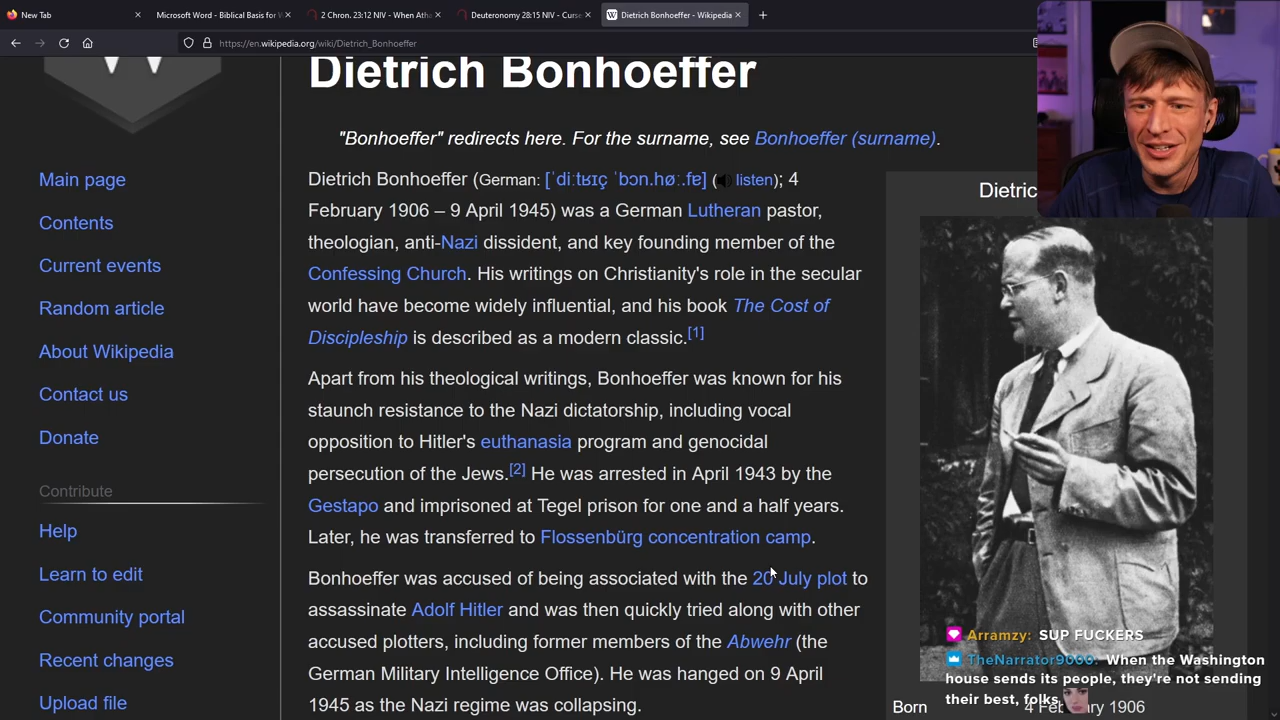 New Tab
Microsoft Word - Biblical Basis for W
2 Chron. 23:12 NIV - When Atha
Deuteronomy 28:15 NIV - Curse
Dietrich Bonhoeffer - Wikipedia
https://en.wikipedia.org/wiki/Dietrich_Bonhoeffer
Dietrich Bonhoeffer
"Bonhoeffer" redirects here. For the surname, see Bonhoeffer (surname).
Main page
Contents
Current events
Random article
About Wikipedia
Contact us
Donate
Contribute
Help
Learn to edit
Community portal
Recent changes
Upload file
Dietrich Bonhoeffer (German: [ˈdiːtʁɪç ˈbɔn.høːˌfɐ] (listen); 4
February 1906 – 9 April 1945) was a German Lutheran pastor,
theologian, anti-Nazi dissident, and key founding member of the
Confessing Church. His writings on Christianity's role in the secular
world have become widely influential, and his book The Cost of
Discipleship is described as a modern classic.[1]
Apart from his theological writings, Bonhoeffer was known for his
staunch resistance to the Nazi dictatorship, including vocal
opposition to Hitler's euthanasia program and genocidal
persecution of the Jews.[2] He was arrested in April 1943 by the
Gestapo and imprisoned at Tegel prison for one and a half years.
Later, he was transferred to Flossenbürg concentration camp.
Bonhoeffer was accused of being associated with the 20 July plot to
assassinate Adolf Hitler and was then quickly tried along with other
accused plotters, including former members of the Abwehr (the
German Military Intelligence Office). He was hanged on 9 April
1945 as the Nazi regime was collapsing.
Dietric
Arramzy: SUP FUCKERS
TheNarrator9000: When the Washington
house sends its people, they're not sending
their best, folks
Born
4 Feb ry 1906